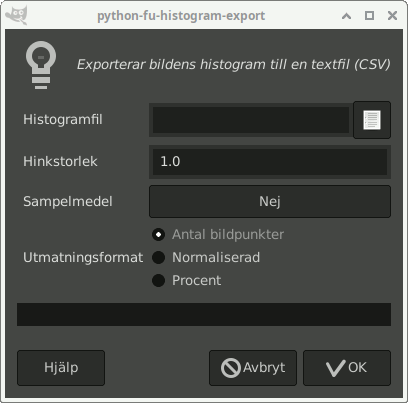 python-fu-histogram-export
Exporterar bildens histogram till en textfil (CSV)
Histogramfil
Hinkstorlek 1.0
Sampelmedel Nej
Antal bildpunkter
Utmatningsformat Normaliserad
Procent
Hjälp Avbryt OK